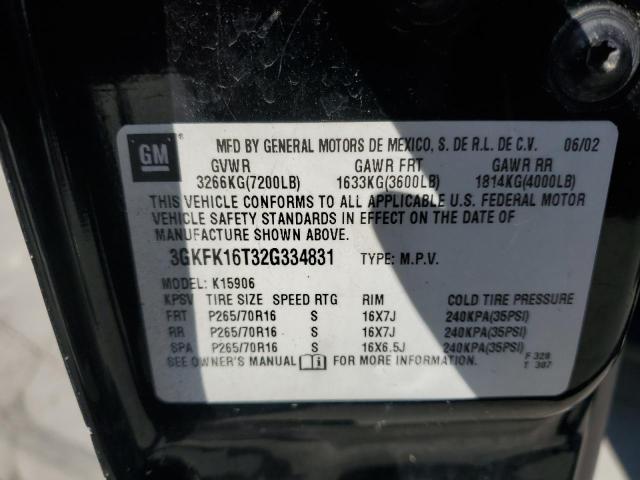 GM ® MFD BY GENERAL MOTORS DE MEXICO, S. DE R.L. DE C.V. 06/02
GVWR GAWR FRT GAWR RR
3266KG(7200LB) 1633KG(3600LB) 1814KG(4000LB)
THIS VEHICLE CONFORMS TO ALL APPLICABLE U.S. FEDERAL MOTOR
VEHICLE SAFETY STANDARDS IN EFFECT ON THE DATE OF
MANUFACTURE SHOWN ABOVE.
3GKFK16T32G334831 TYPE: M.P.V.
MODEL: K15906
KPSV TIRE SIZE SPEED RTG RIM COLD TIRE PRESSURE
FRT P265/70R16 S 16X7J 240KPA(35PSI)
RR P265/70R16 S 16X7J 240KPA(35PSI)
SPA P265/70R16 S 16X6.5J 240KPA(35PSI)
SEE OWNER'S MANUAL FOR MORE INFORMATION. F 328
T 307